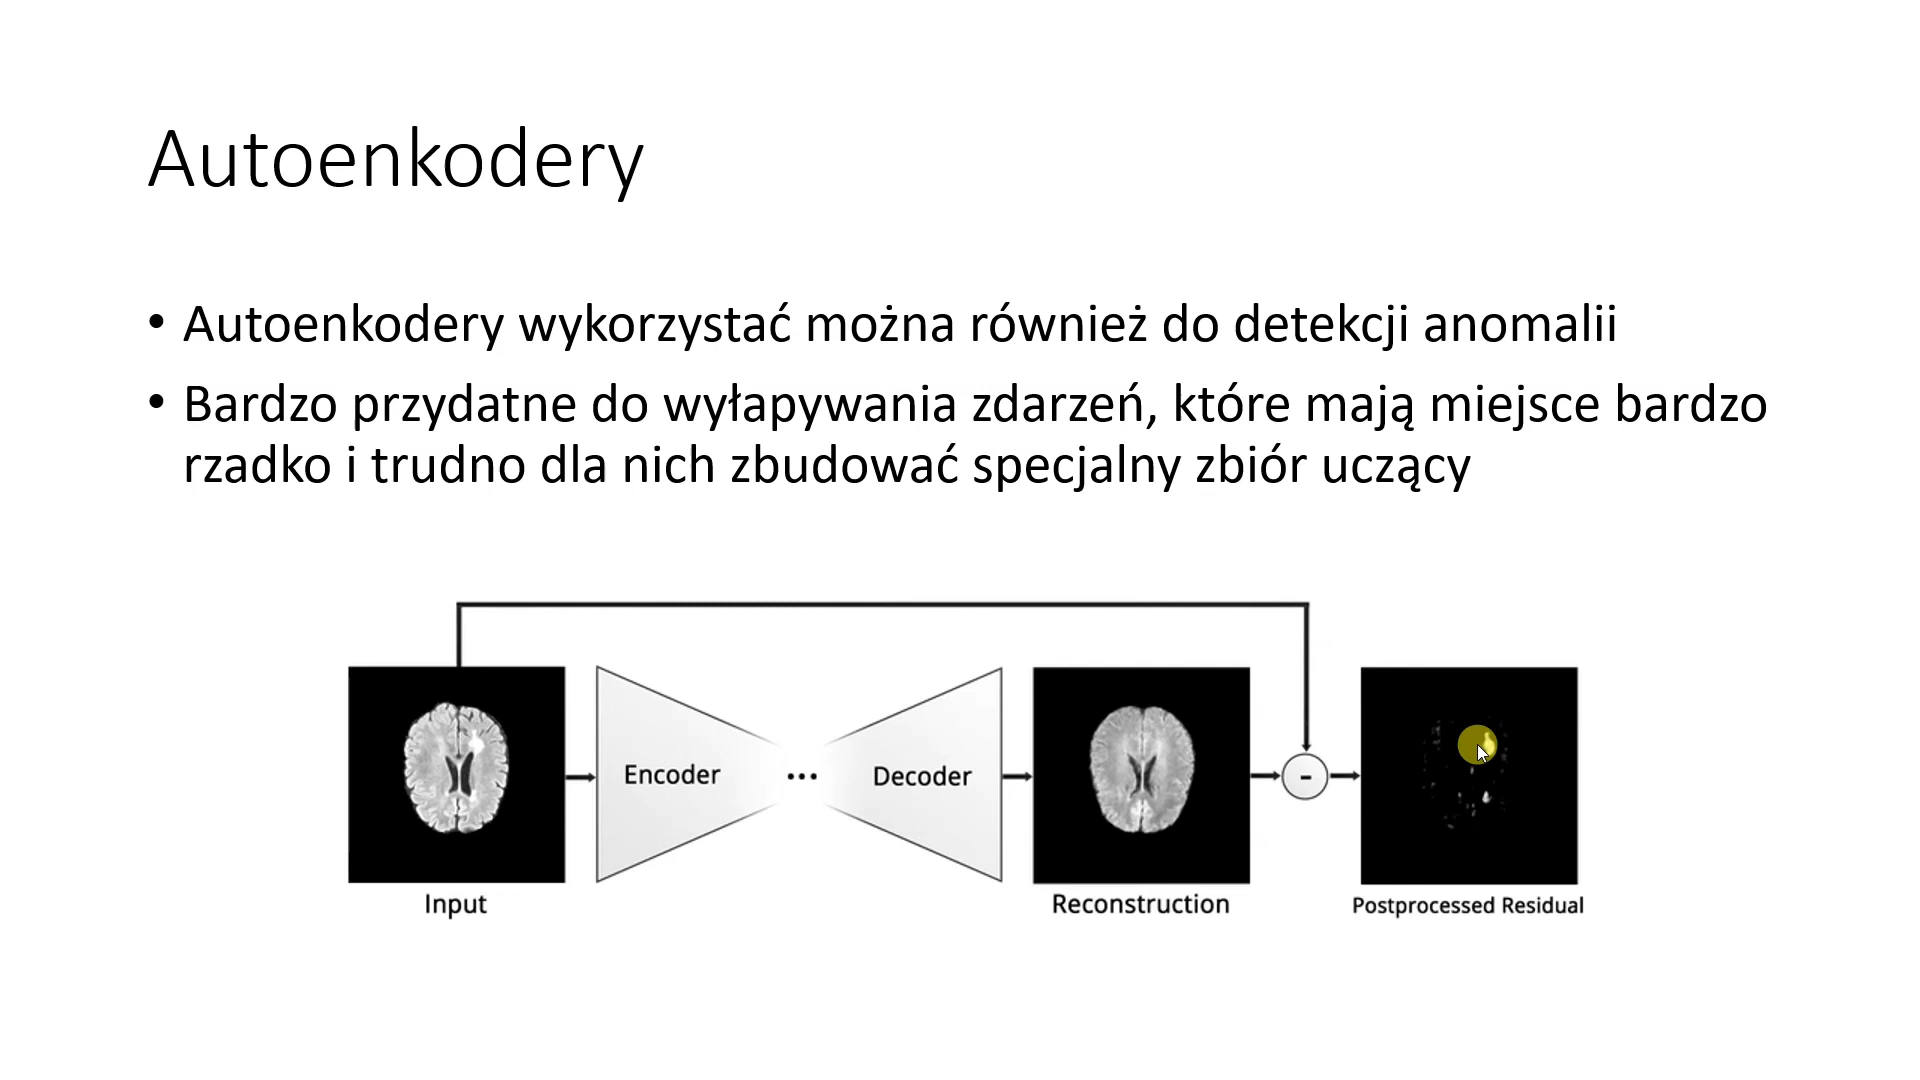 Autoenkodery
• Autoenkodery wykorzystać można również do detekcji anomalii
• Bardzo przydatne do wyłapywania zdarzeń, które mają miejsce bardzo
rzadko i trudno dla nich zbudować specjalny zbiór uczący
Encoder
...
Decoder
-
Input
Reconstruction
Postprocessed Residual